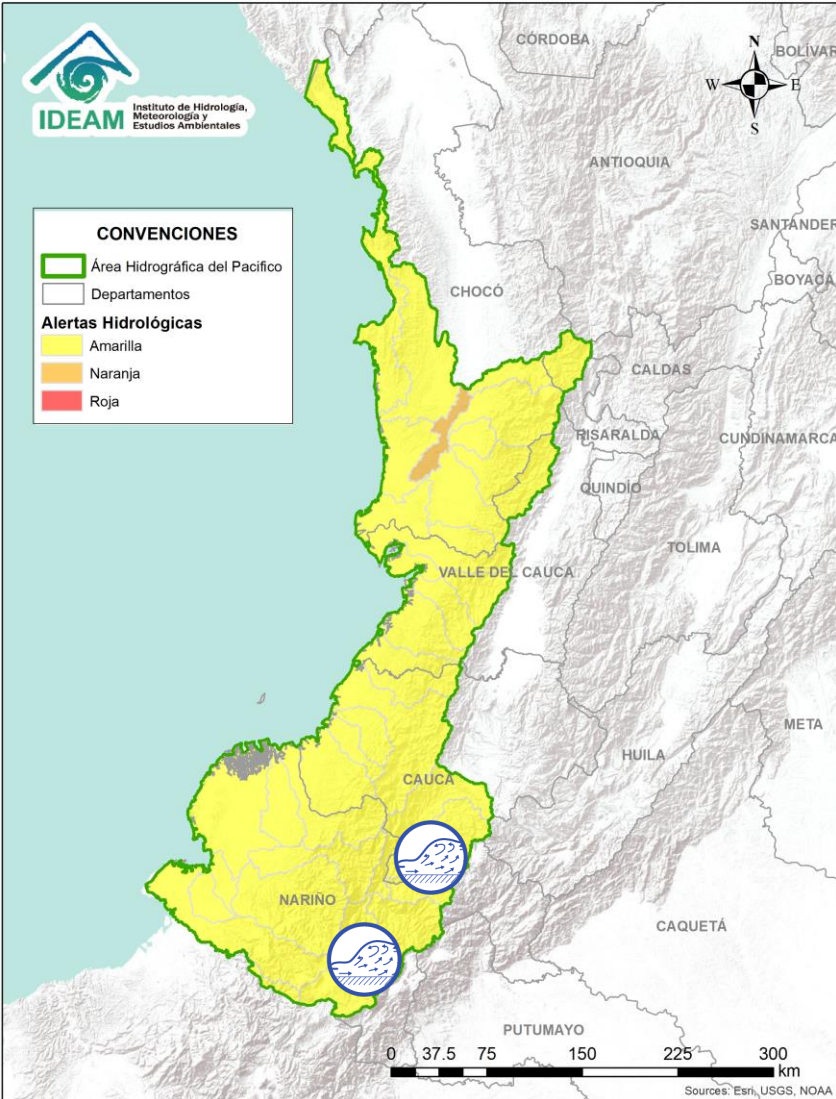 IDEAM
Instituto de Hidrología,
Meteorología y
Estudios Ambientales
CONVENCIONES
Área Hidrográfica del Pacifico
Departamentos
Alertas Hidrológicas
Amarilla
Naranja
Roja
N
W
E
S
CÓRDOBA
BOLÍVAR
ANTIOQUIA
SANTANDER
BOYACÁ
CHOCÓ
CALDAS
RISARALDA
CUNDINAMARCA
QUINDÍO
TOLIMA
VALLE DEL CAUCA
META
HUILA
CAUCA
NARIÑO
CAQUETÁ
PUTUMAYO
0 37.5 75 150 225 300
km
Sources: Esri, USGS, NOAA